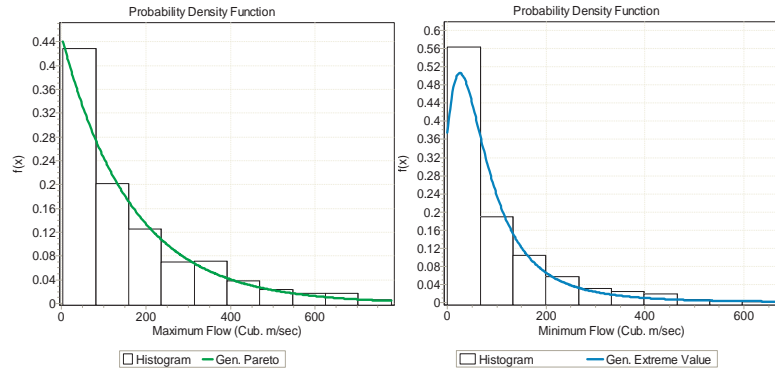 Probability Density Function
f(x)
0.44
0.4
0.36
0.32
0.28
0.24
0.2
0.16
0.12
0.08
0.04
0
0 200 400 600
Maximum Flow (Cub. m/sec)
Histogram Gen. Pareto
Probability Density Function
f(x)
0.6
0.56
0.52
0.48
0.44
0.4
0.36
0.32
0.28
0.24
0.2
0.16
0.12
0.08
0.04
0
0 200 400 600
Minimum Flow (Cub. m/sec)
Histogram Gen. Extreme Value